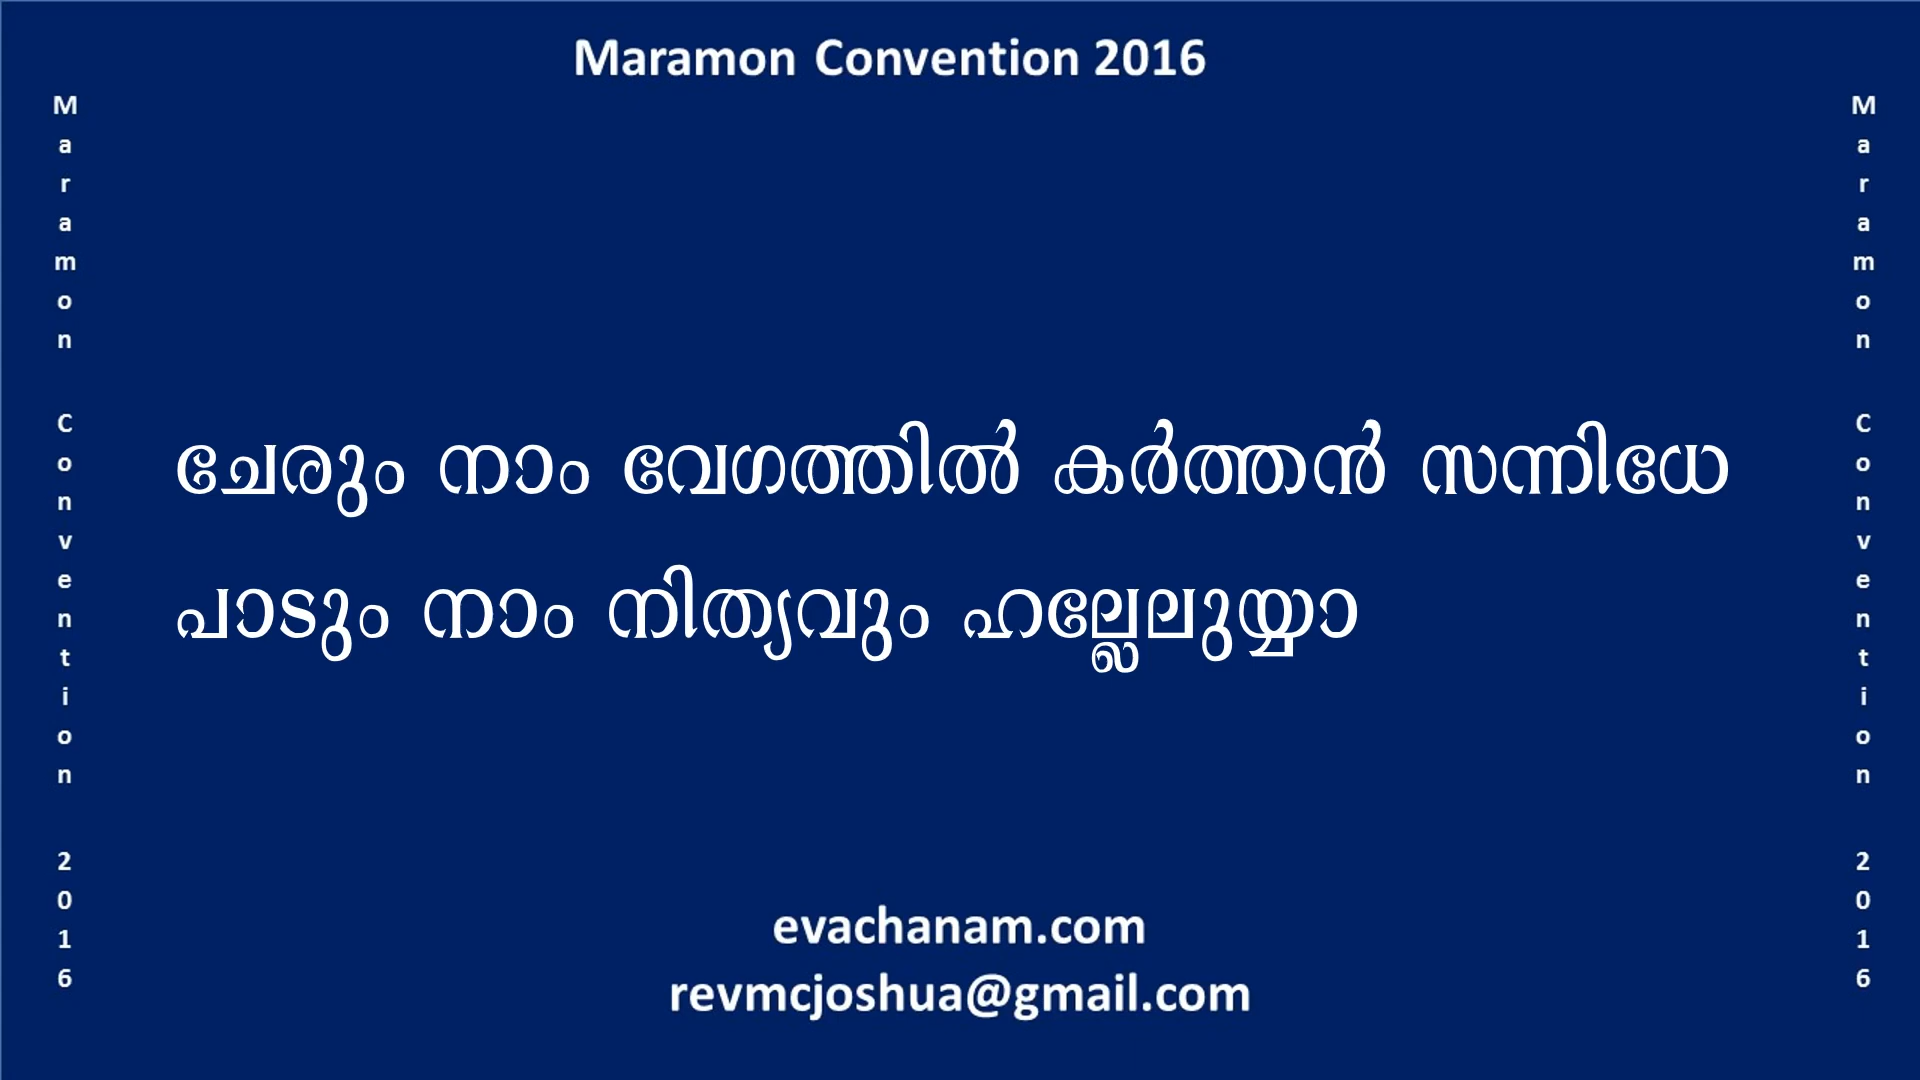 Maramon Convention 2016
Maramon Convention 2016
ചേരും നാം വേഗത്തിൽ കർത്തൻ സന്നിധേ
പാടും നാം നിത്യവും ഹല്ലേലുയ്യാ
Maramon Convention 2016
evachanam.com
revmcjoshua@gmail.com